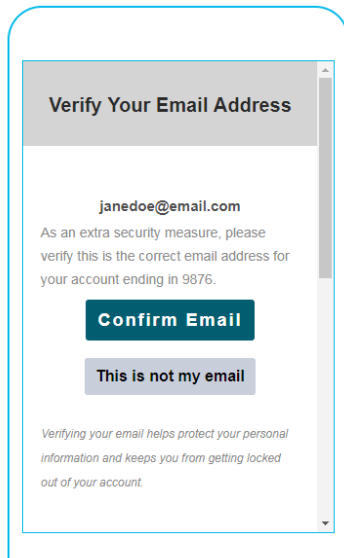 Verify Your Email Address
janedoe@email.com
As an extra security measure, please
verify this is the correct email address for
your account ending in 9876.
Confirm Email
This is not my email
Verifying your email helps protect your personal
information and keeps you from getting locked
out of your account.